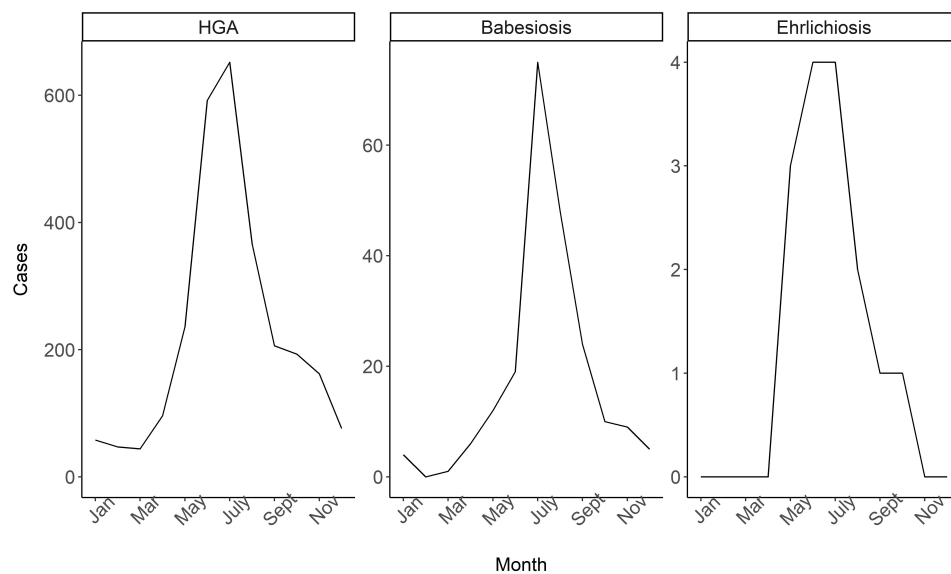 HGA
Babesiosis
Ehrlichiosis
Cases
600
400
200
0
60
40
20
0
4
3
2
1
0
Jan Mar May July Sept Nov
Jan Mar May July Sept Nov
Jan Mar May July Sept Nov
Month